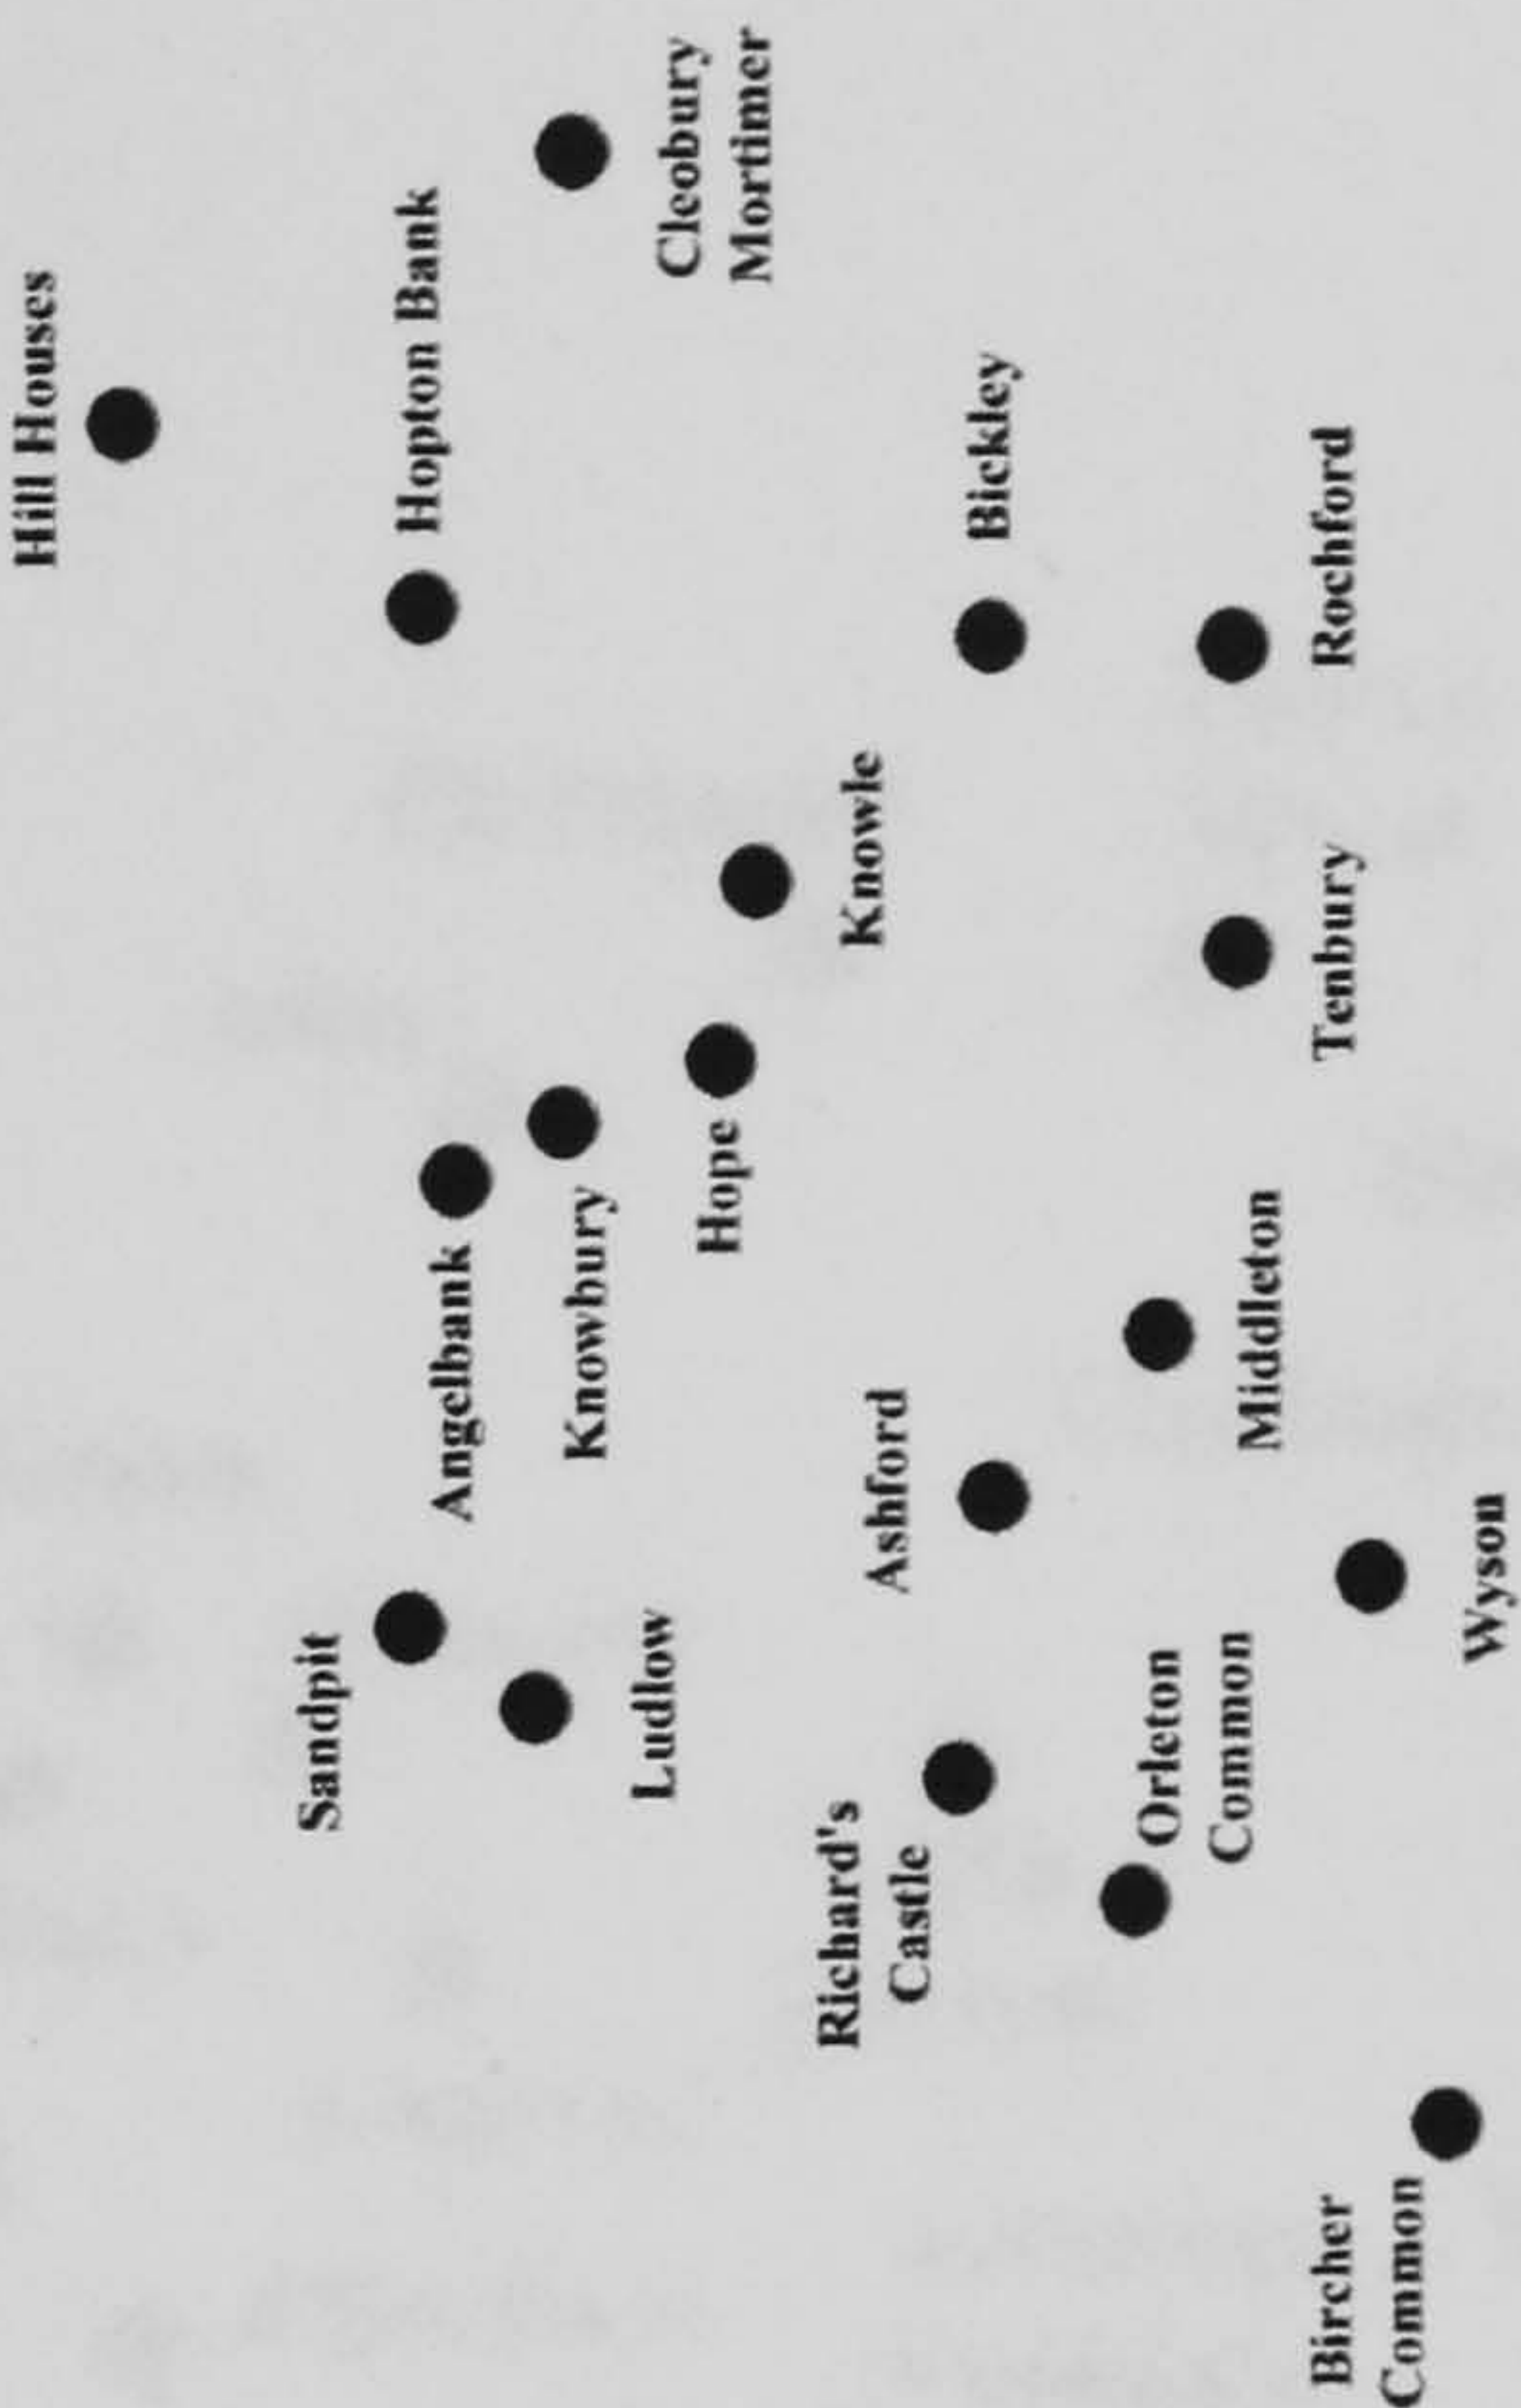 Hill Houses
Hopton Bank
Cleobury
Mortimer
Sandpit
Angelbank
Knowbury
Ludlow
Hope
Knowle
Bickley
Ashford
Richard's
Castle
Orleton
Common
Middleton
Tenbury
Rochford
Wyson
Bircher
Common